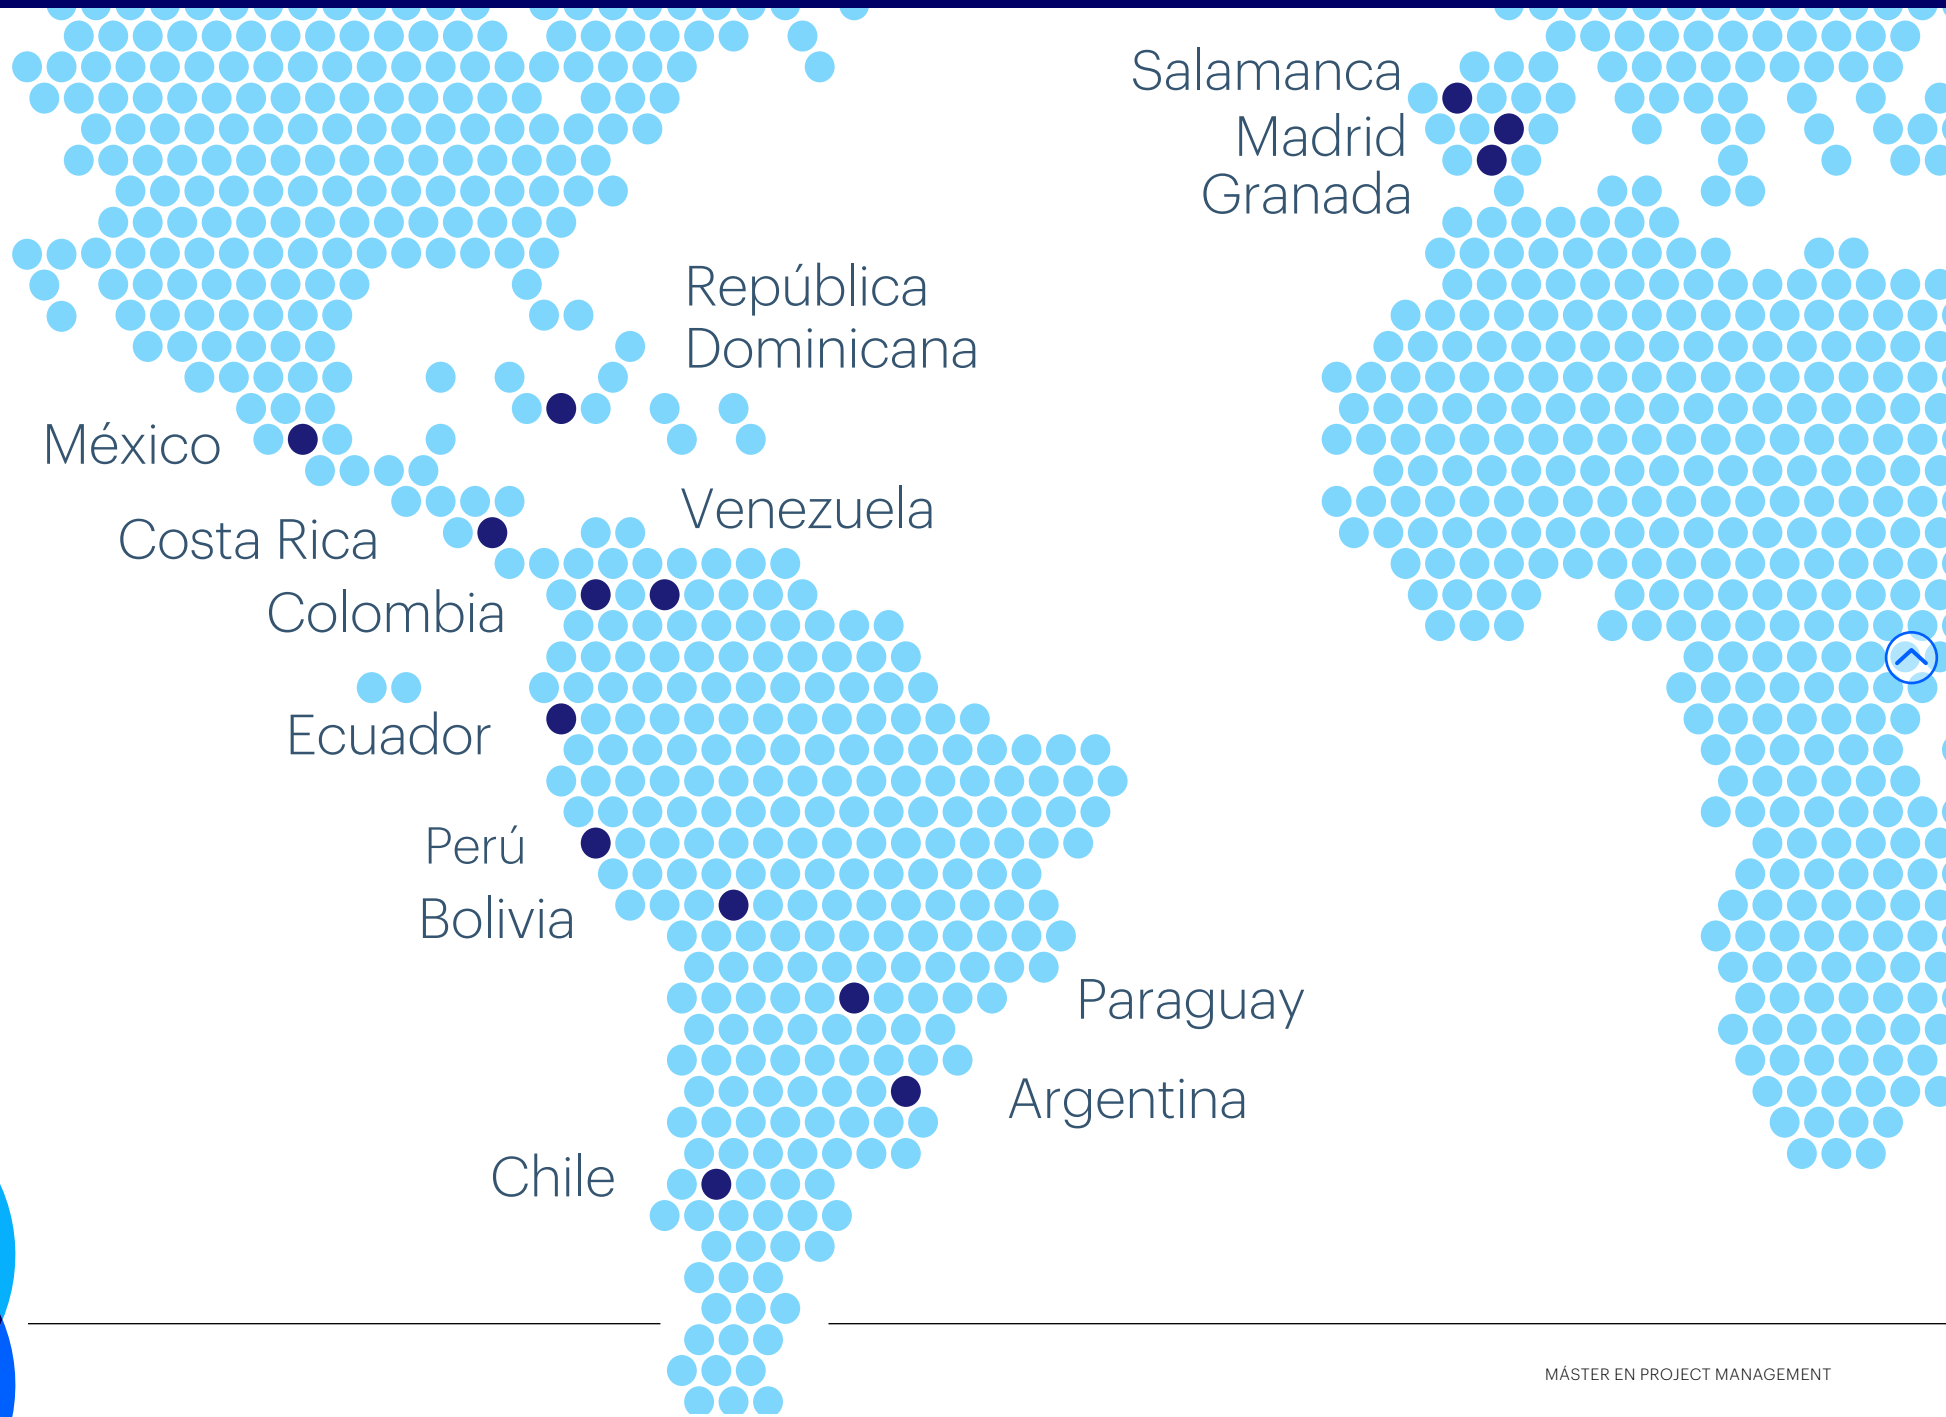 Salamanca
Madrid
Granada
República
Dominicana
México
Venezuela
Costa Rica
Colombia
Ecuador
Perú
Bolivia
Paraguay
Argentina
Chile
MÁSTER EN PROJECT MANAGEMENT